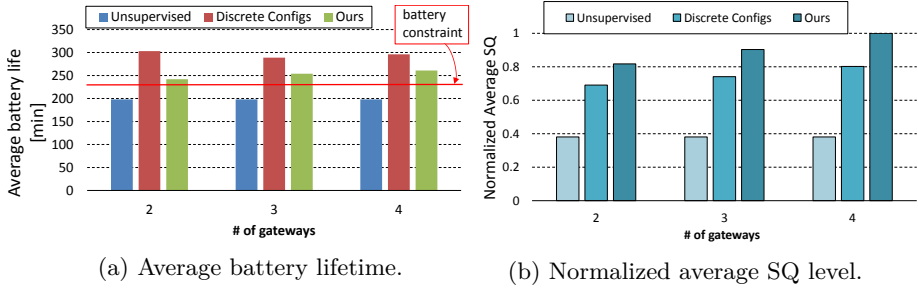 Unsupervised Discrete Configs Ours
battery
constraint
Average battery life
[min]
350
300
250
200
150
100
50
0
2 3 4
# of gateways
(a) Average battery lifetime.
Unsupervised Discrete Configs Ours
Normalized Average SQ
1
0.8
0.6
0.4
0.2
0
2 3 4
# of gateways
(b) Normalized average SQ level.